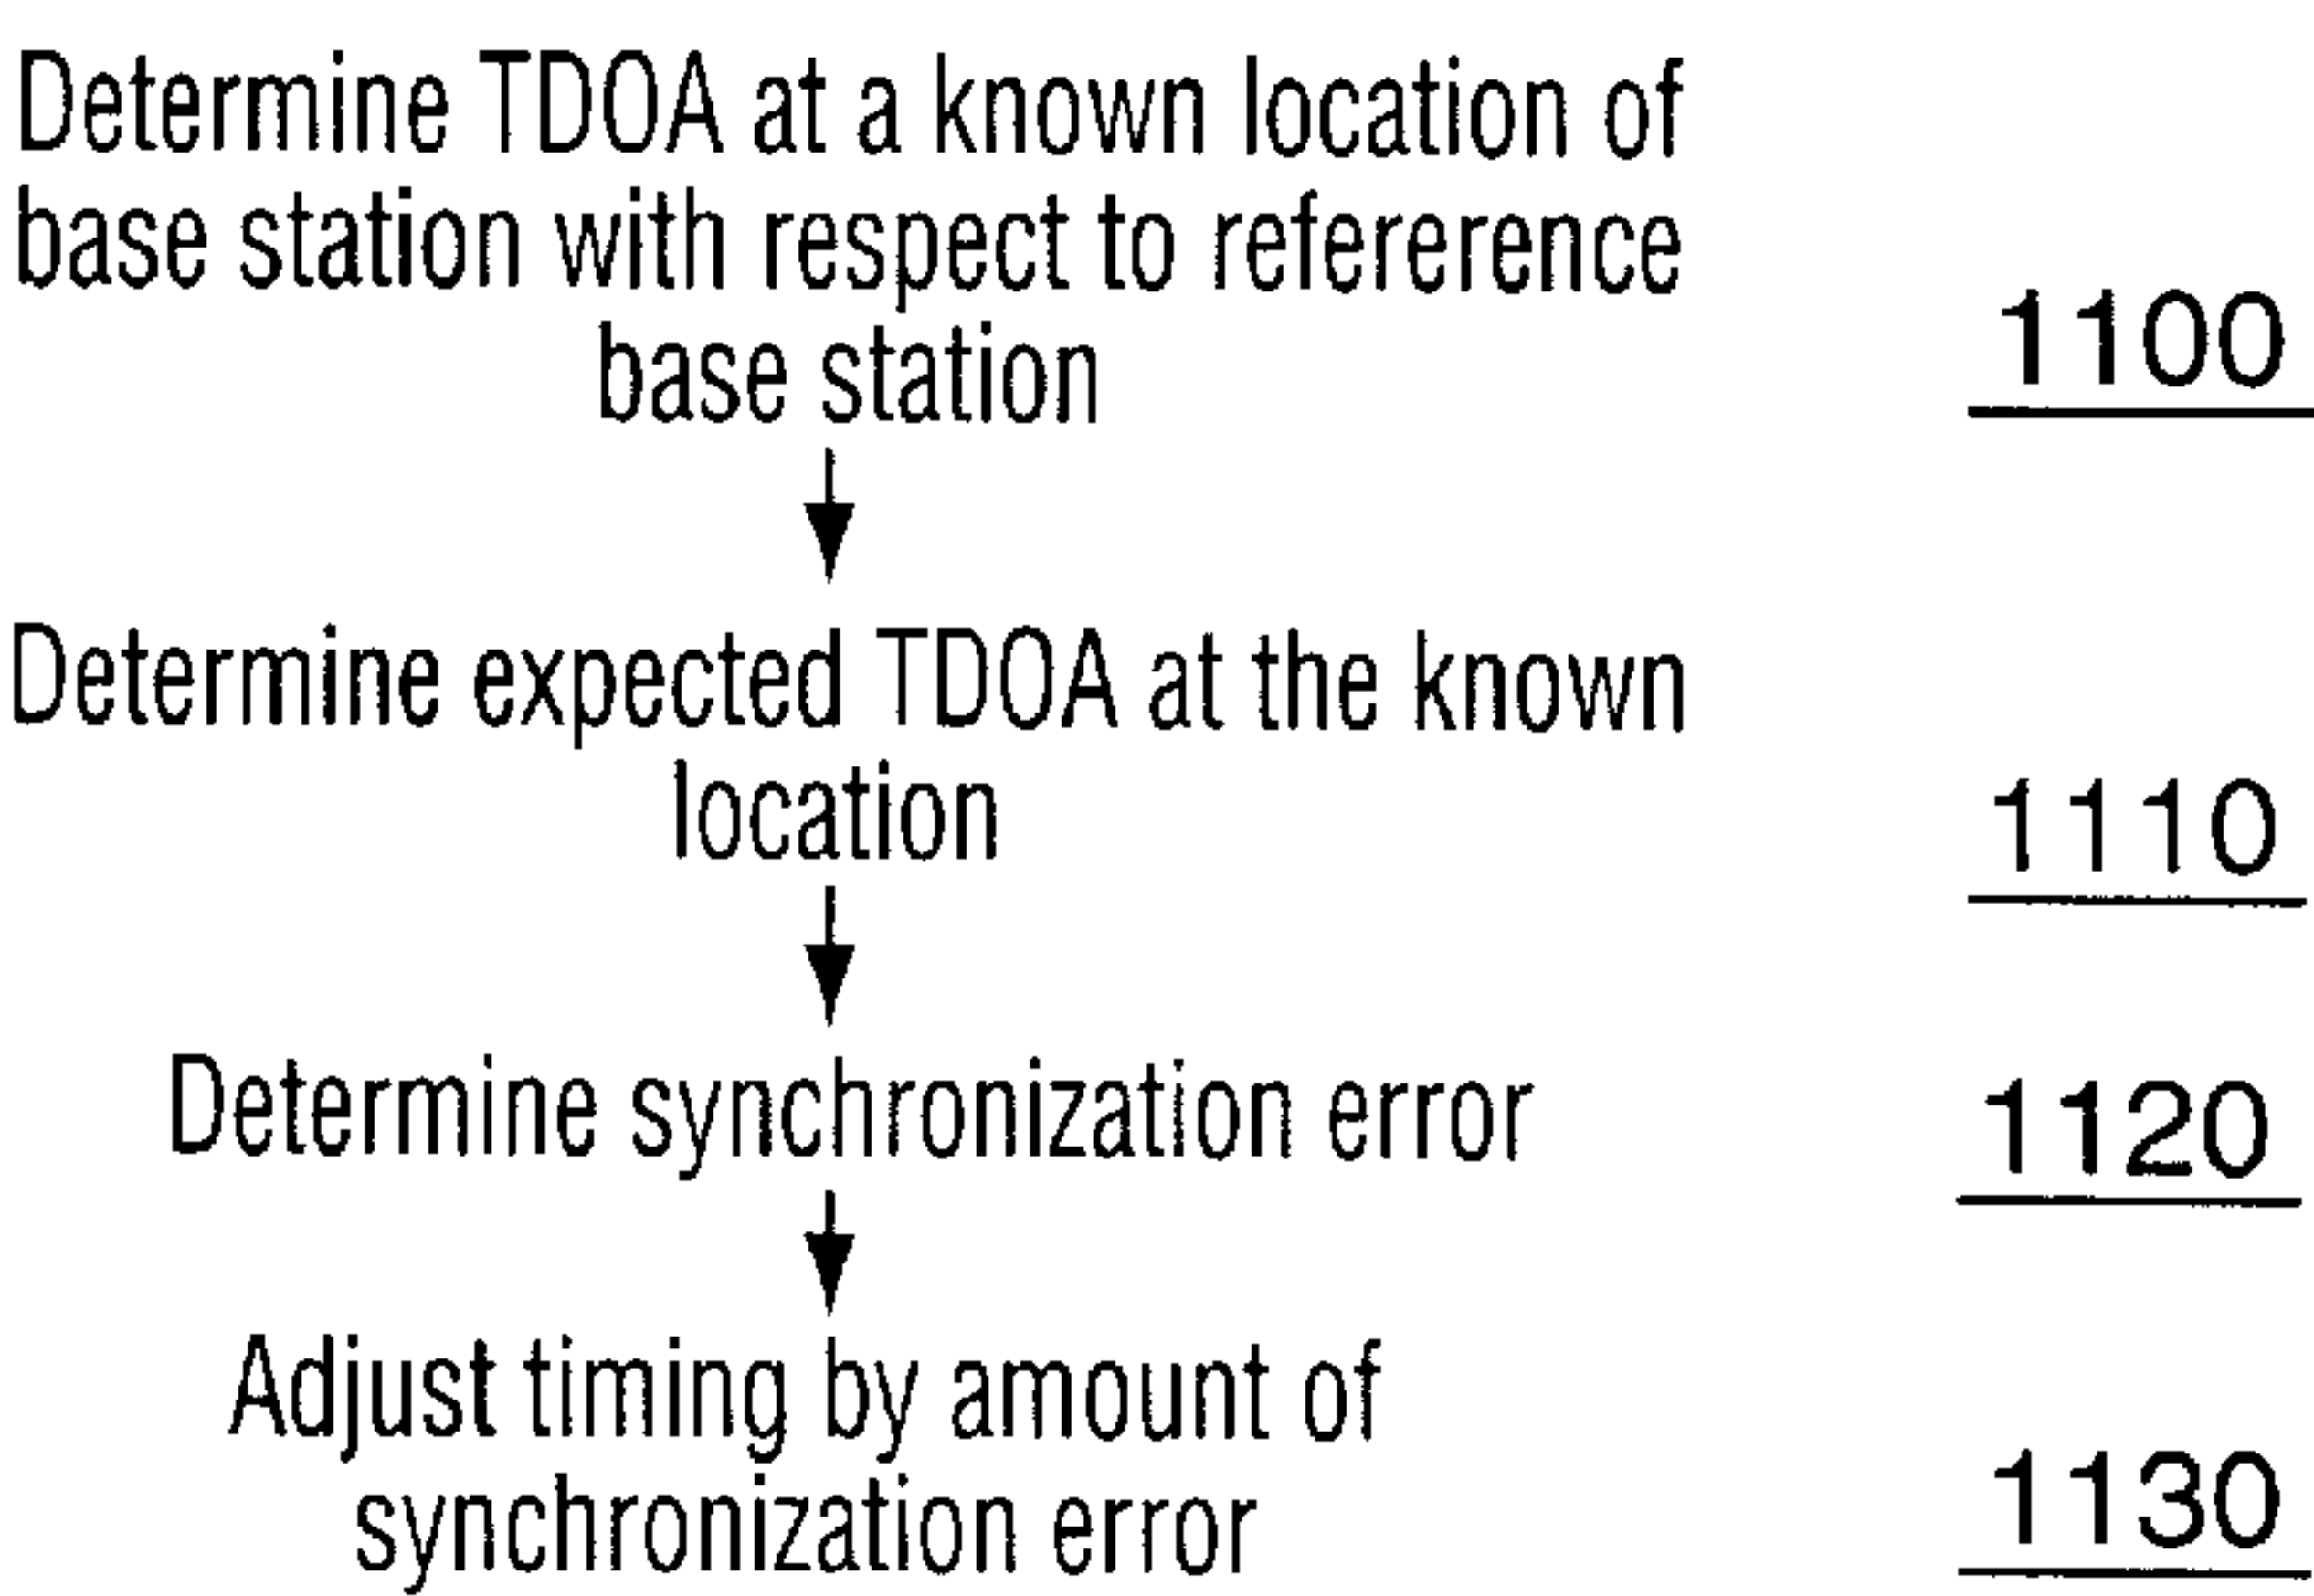 Determine TDOA at a known location of
base station with respect to refererence
base station
1100
Determine expected TDOA at the known
location
1110
Determine synchronization error
1120
Adjust timing by amount of
synchronization error
1130